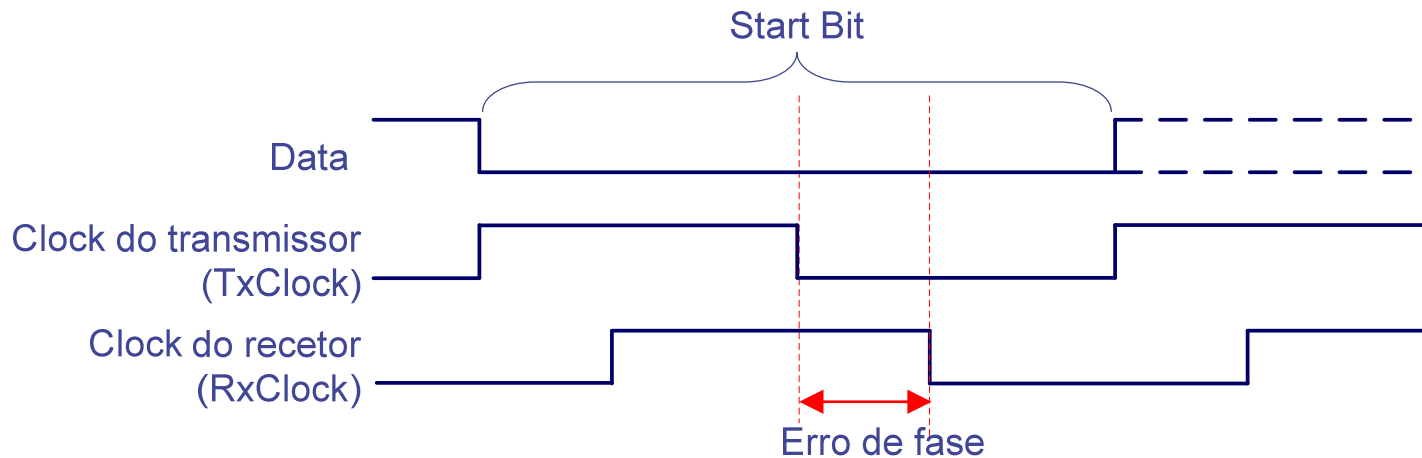 Start Bit
Data
Clock do transmissor
(TxClock)
Clock do recetor
(RxClock)
Erro de fase